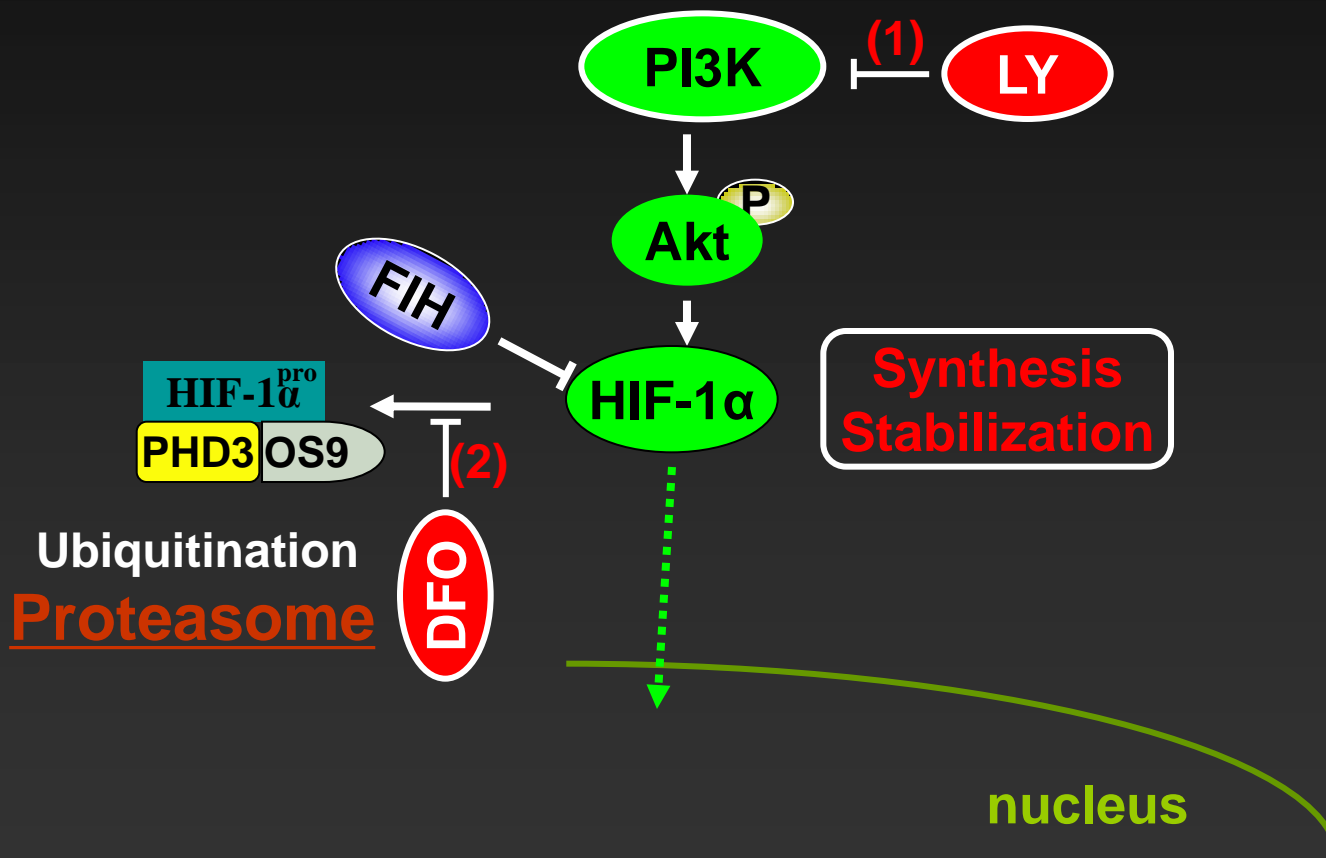 PI3K
(1)
LY
P
Akt
FIH
HIF-1α
Synthesis
Stabilization
HIF-1α pro
PHD3 OS9
(2)
Ubiquitination
Proteasome
DFO
nucleus